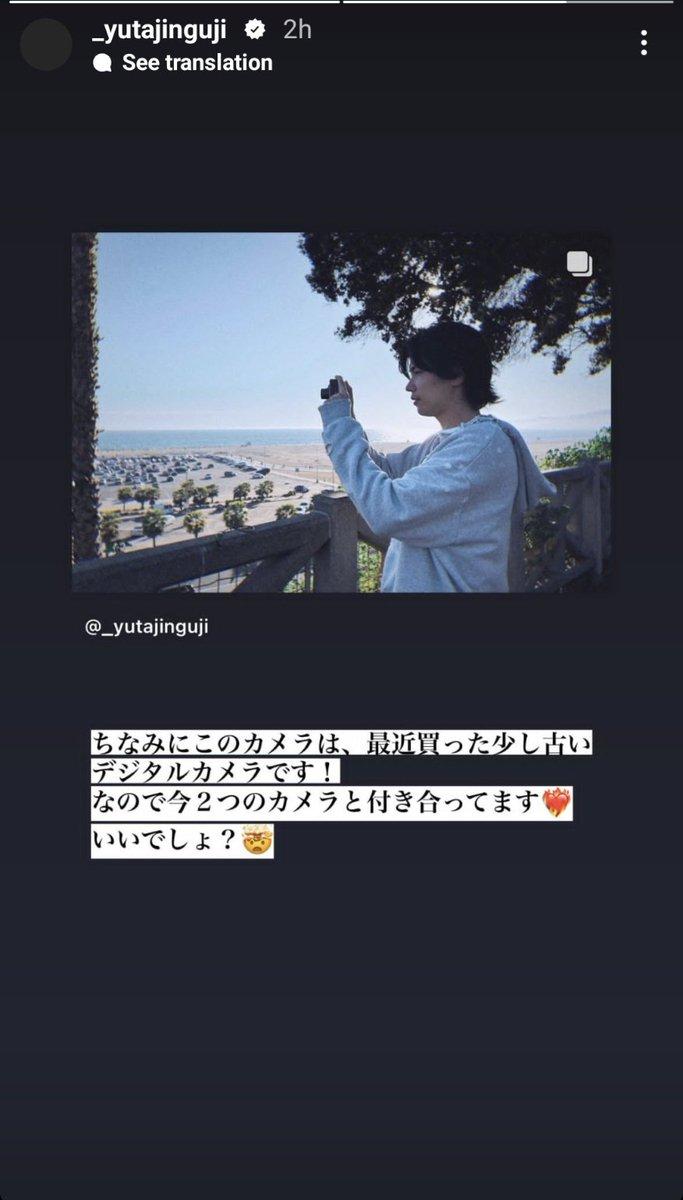 _yutajinguji 2h
See translation
@_yutajinguji
ちなみにこのカメラは、最近買った少し古い
デジタルカメラです！
なので今２つのカメラと付き合ってます❤️‍🔥
いいでしょ？🤯